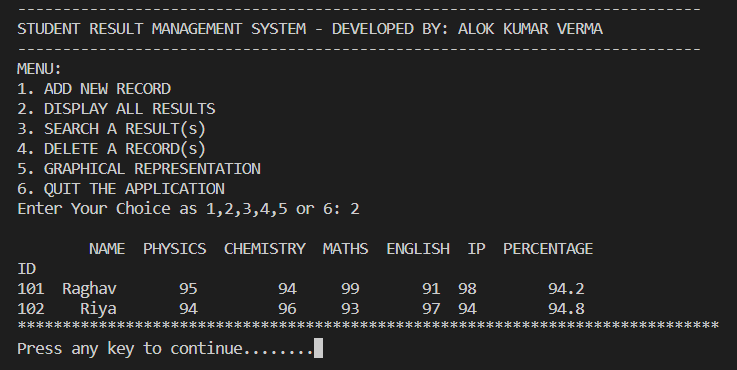 ----------------------------------------------------------------------------
STUDENT RESULT MANAGEMENT SYSTEM - DEVELOPED BY: ALOK KUMAR VERMA
----------------------------------------------------------------------------
MENU:
1. ADD NEW RECORD
2. DISPLAY ALL RESULTS
3. SEARCH A RESULT(s)
4. DELETE A RECORD(s)
5. GRAPHICAL REPRESENTATION
6. QUIT THE APPLICATION
Enter Your Choice as 1,2,3,4,5 or 6: 2
        NAME  PHYSICS  CHEMISTRY  MATHS  ENGLISH  IP  PERCENTAGE
ID
101  Raghav       95         94     99       91  98        94.2
102    Riya       94         96     93       97  94        94.8
******************************************************************************
Press any key to continue........